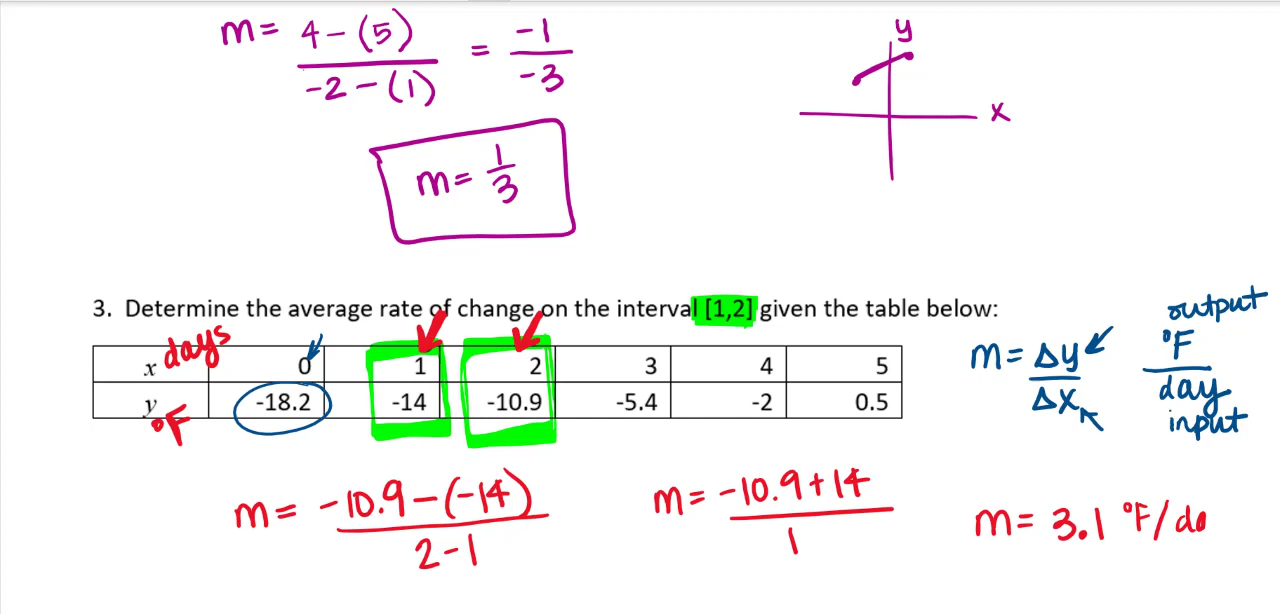 m = 4 - (5) / -2 - (1) = -1 / -3
y
x
m = 1/3
3. Determine the average rate of change on the interval [1,2] given the table below:
x days 0 1 2 3 4 5
y °F -18.2 -14 -10.9 -5.4 -2 0.5
m = Δy / Δx
output
°F / day
input
m = -10.9 - (-14) / 2 - 1
m = -10.9 + 14 / 1
m = 3.1 °F/da